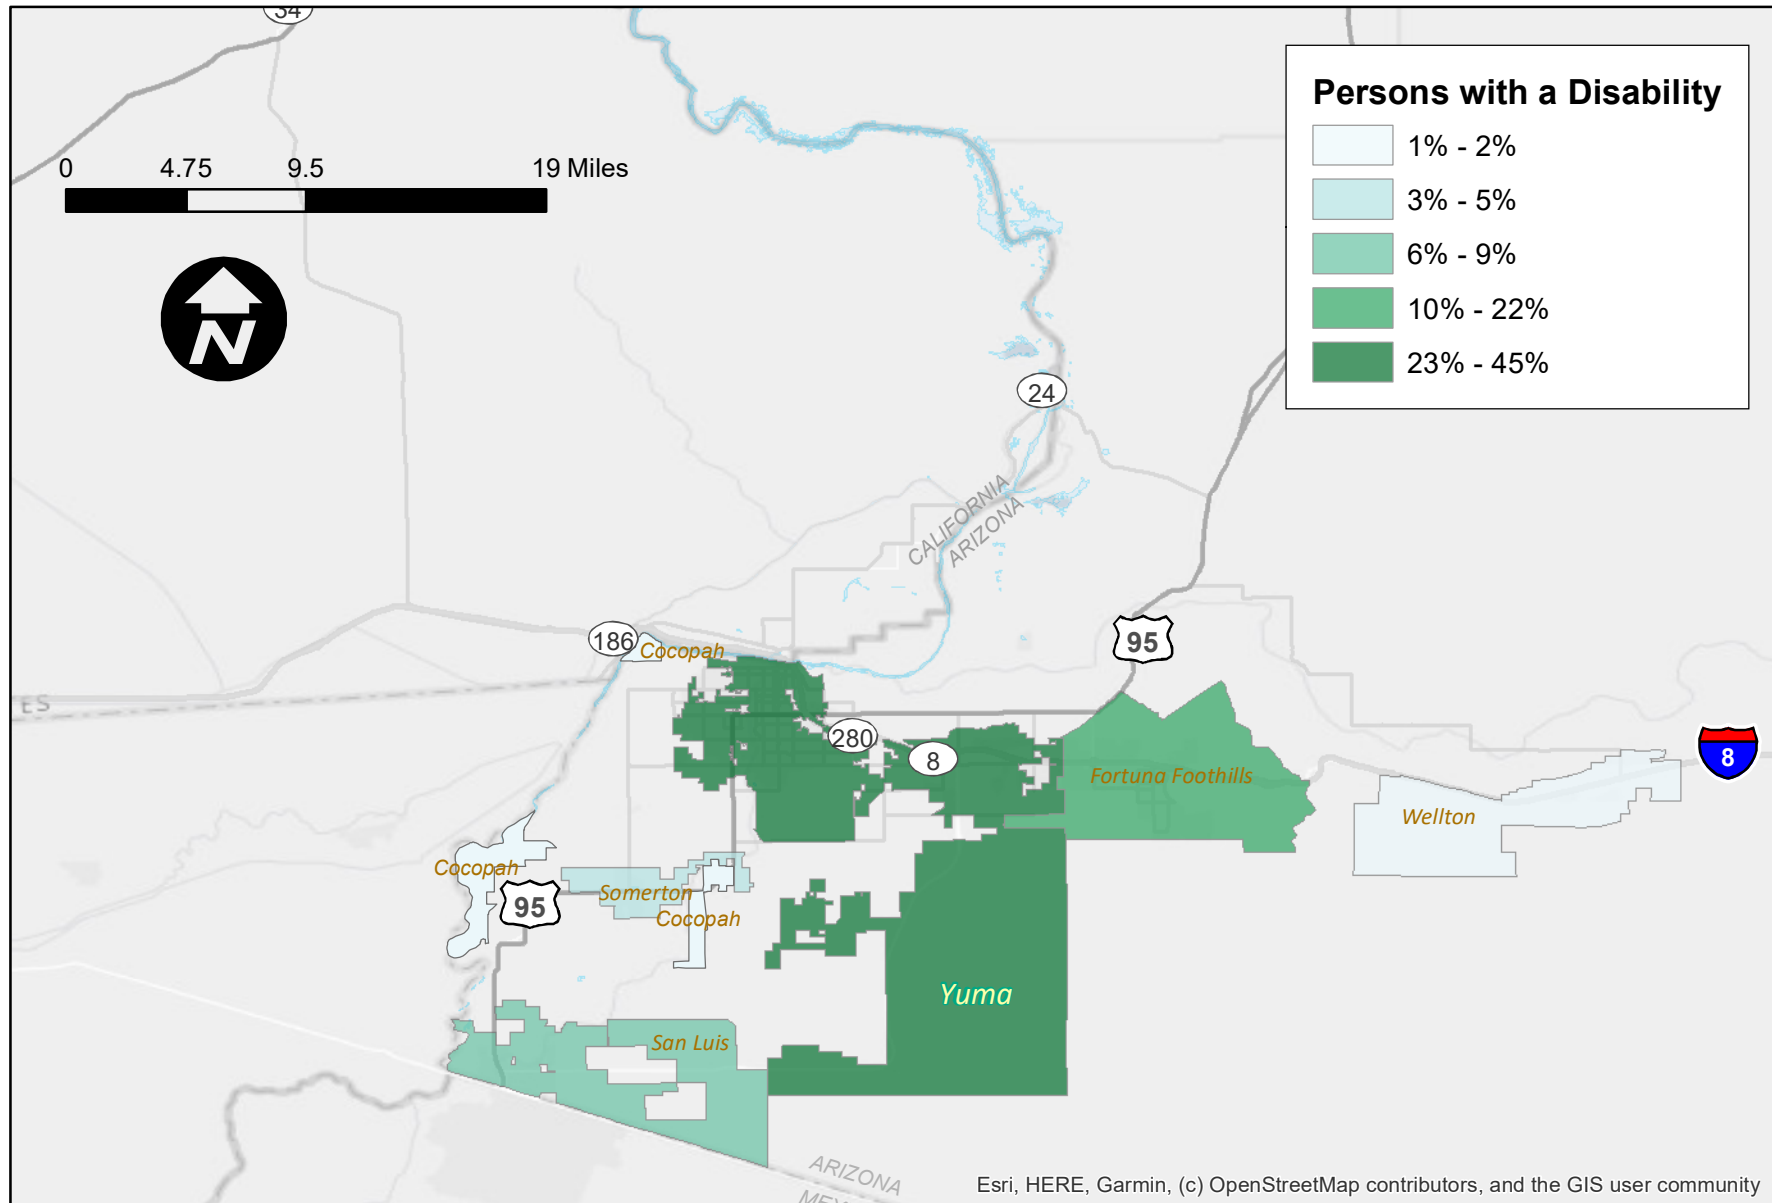 34
Persons with a Disability
1% - 2%
3% - 5%
6% - 9%
10% - 22%
23% - 45%
0 4.75 9.5 19 Miles
N
24
CALIFORNIA
ARIZONA
186
Cocopah
95
ES
280
8
Fortuna Foothills
8
Wellton
Cocopah
Somerton
95
Cocopah
Yuma
San Luis
ARIZONA
Esri, HERE, Garmin, (c) OpenStreetMap contributors, and the GIS user community